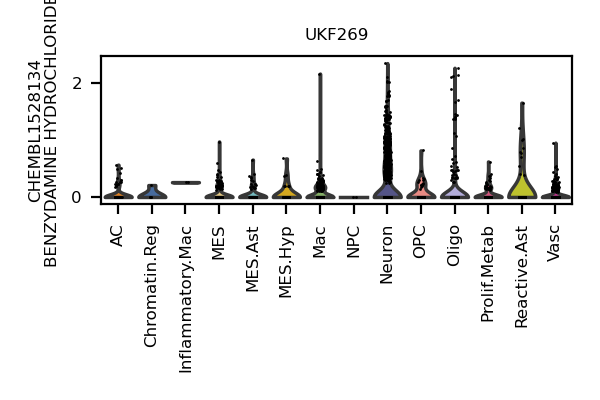 UKF269
CHEMBL1528134
BENZYDAMINE HYDROCHLORIDE
2
0
AC
Chromatin.Reg
Inflammatory.Mac
MES
MES.Ast
MES.Hyp
Mac
NPC
Neuron
OPC
Oligo
Prolif.Metab
Reactive.Ast
Vasc